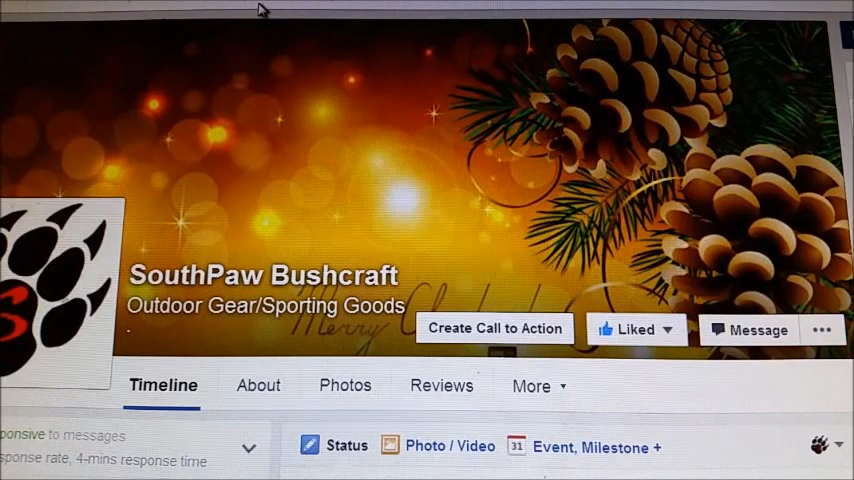 SouthPaw Bushcraft
Outdoor Gear/Sporting Goods
Merry
Create Call to Action
Liked
Message
Timeline
About
Photos
Reviews
More
ponsive to messages
sponse rate, 4-mins response time
Status
Photo / Video
31
Event, Milestone +
S